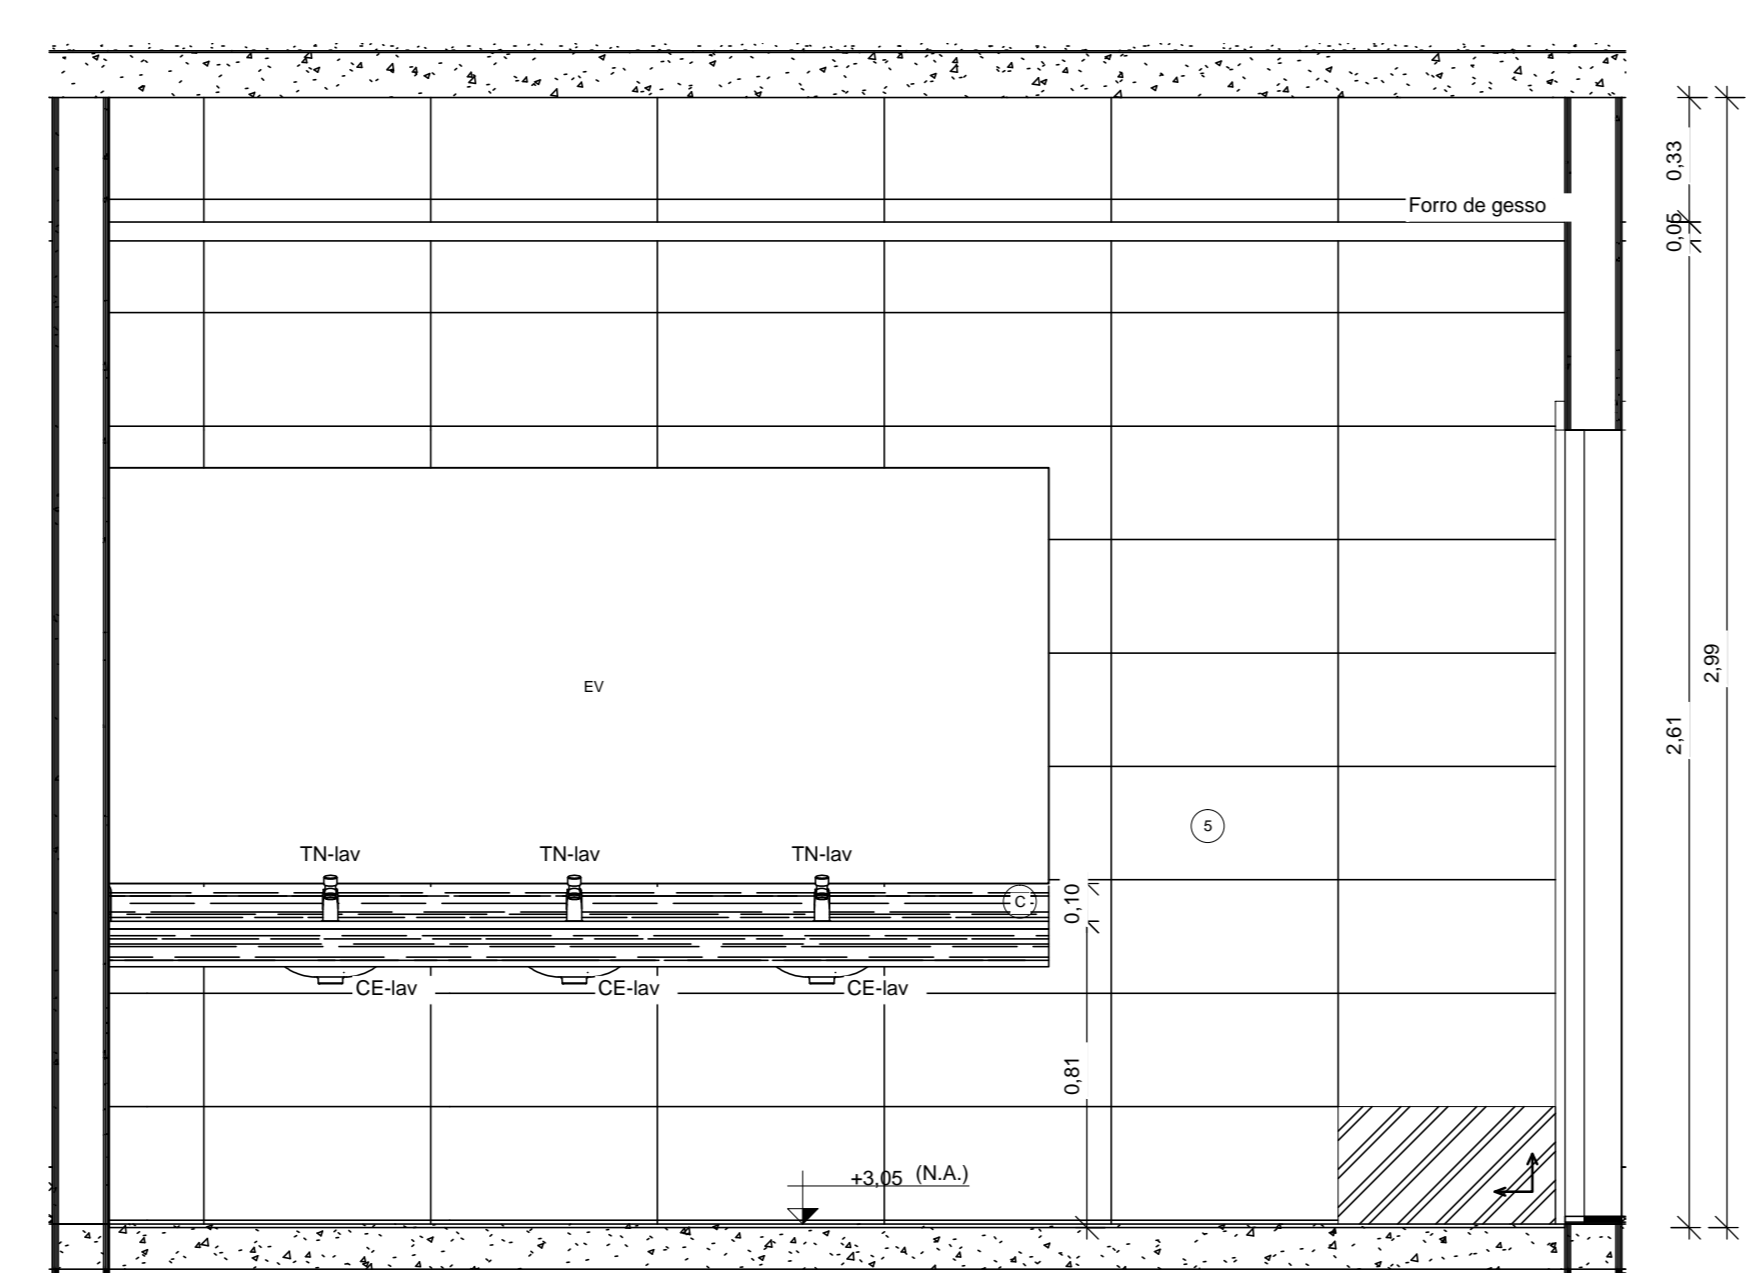 0,33
Forro de gesso
0,05
2,99
EV
2,61
5
TN-lav TN-lav TN-lav
C
0,10
CE-lav CE-lav CE-lav
0,81
+3,05 (N.A.)